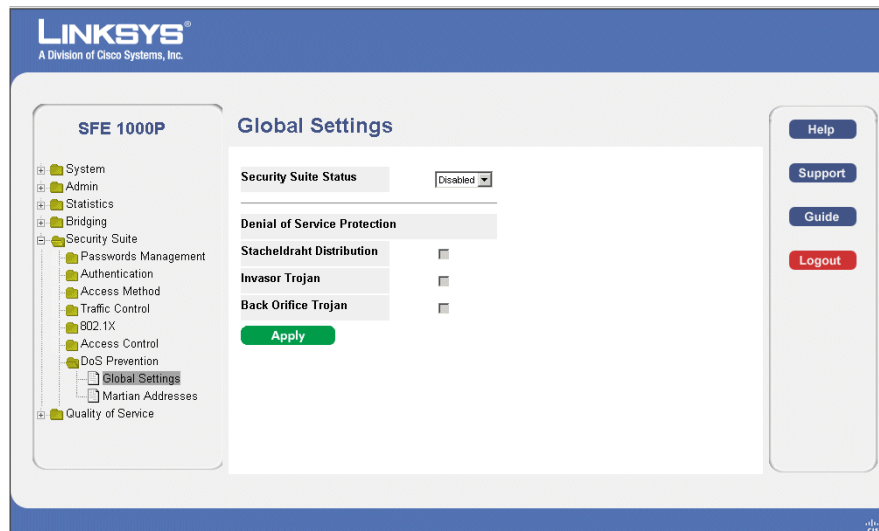 LINKSYS®
A Division of Cisco Systems, Inc.
SFE 1000P
System
Admin
Statistics
Bridging
Security Suite
Passwords Management
Authentication
Access Method
Traffic Control
802.1X
Access Control
DoS Prevention
Global Settings
Martian Addresses
Quality of Service
Global Settings
Security Suite Status
Disabled
Denial of Service Protection
Stacheldraht Distribution
Invasor Trojan
Back Orifice Trojan
Apply
Help
Support
Guide
Logout